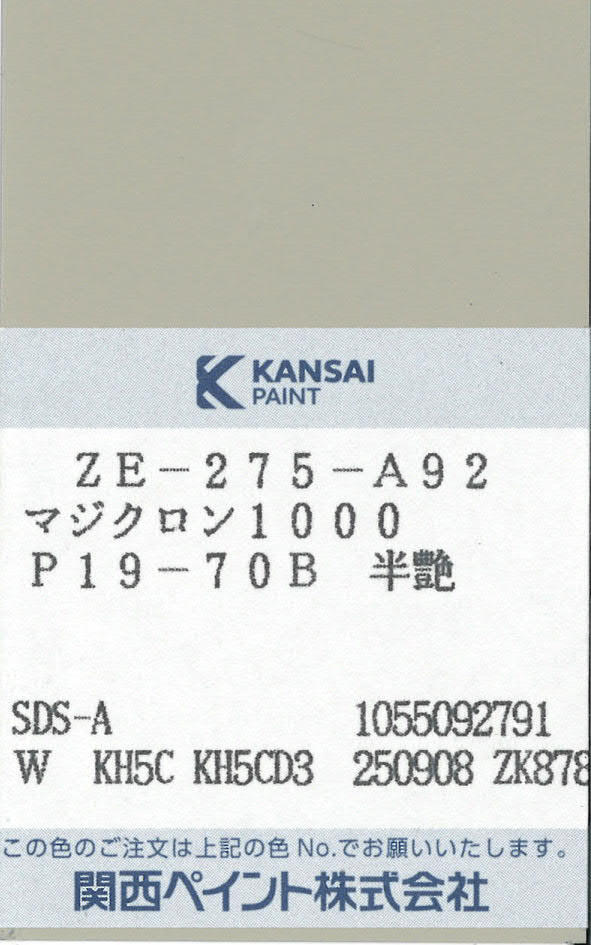 KANSAI
PAINT
ZE-275-A92
マジクロン1000
P19-70B 半艶
SDS-A 1055092791
W KH5C KH5CD3 250908 ZK878
この色のご注文は上記の色No.でお願いいたします。
関西ペイント株式会社